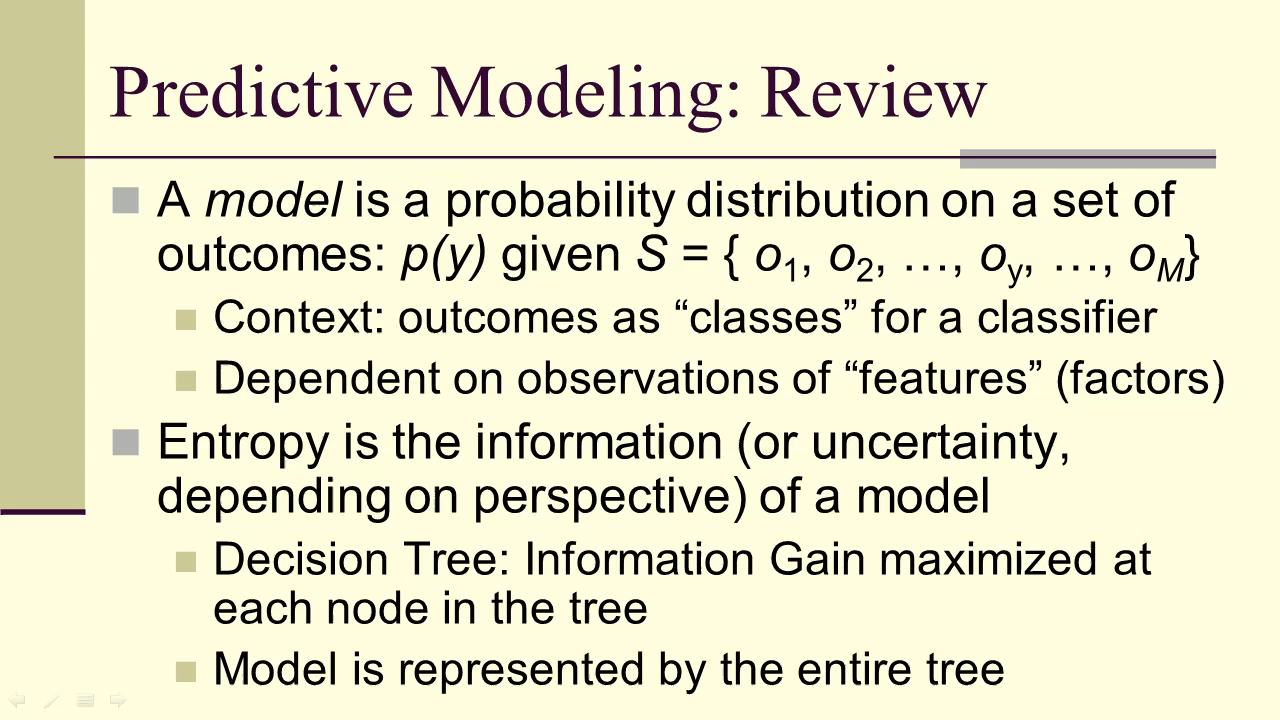 Predictive Modeling: Review
A model is a probability distribution on a set of
outcomes: p(y) given S = { o1, o2, …, oy, …, oM}
Context: outcomes as “classes” for a classifier
Dependent on observations of “features” (factors)
Entropy is the information (or uncertainty,
depending on perspective) of a model
Decision Tree: Information Gain maximized at
each node in the tree
Model is represented by the entire tree